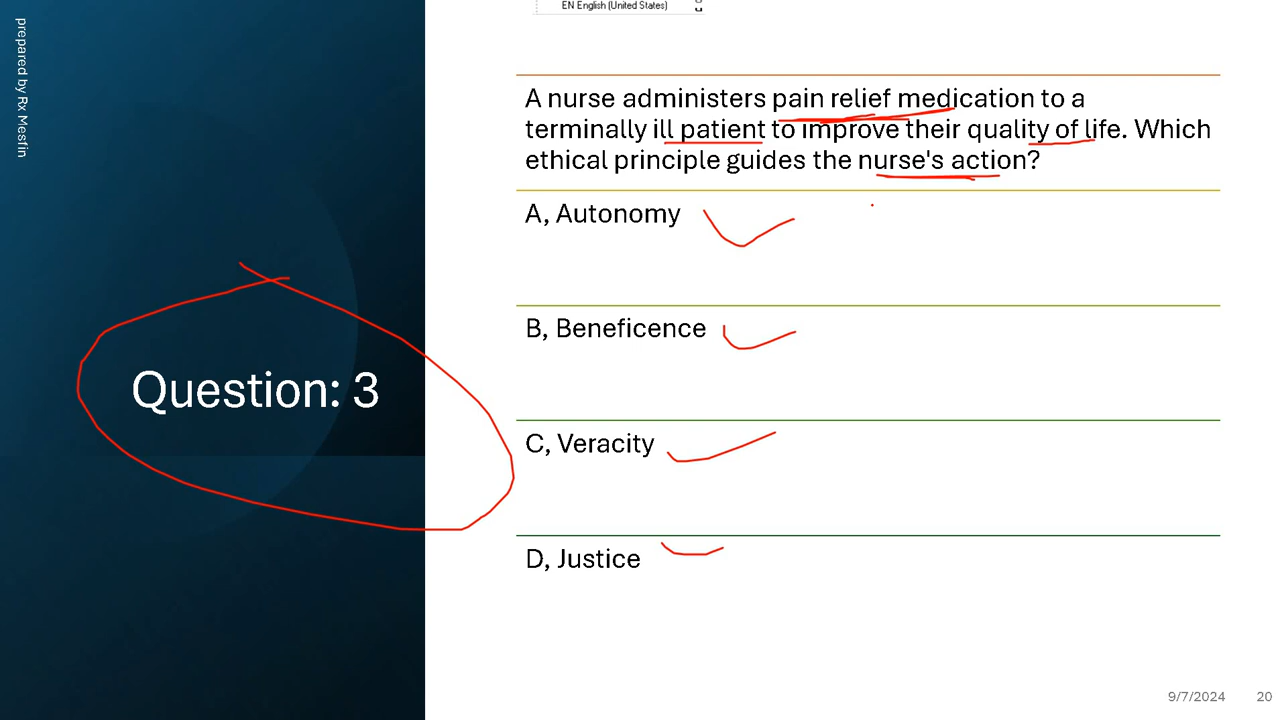 EN English (United States)
prepared by Rx Mesfin
A nurse administers pain relief medication to a
terminally ill patient to improve their quality of life. Which
ethical principle guides the nurse's action?
A, Autonomy
B, Beneficence
Question: 3
C, Veracity
D, Justice
9/7/2024 20